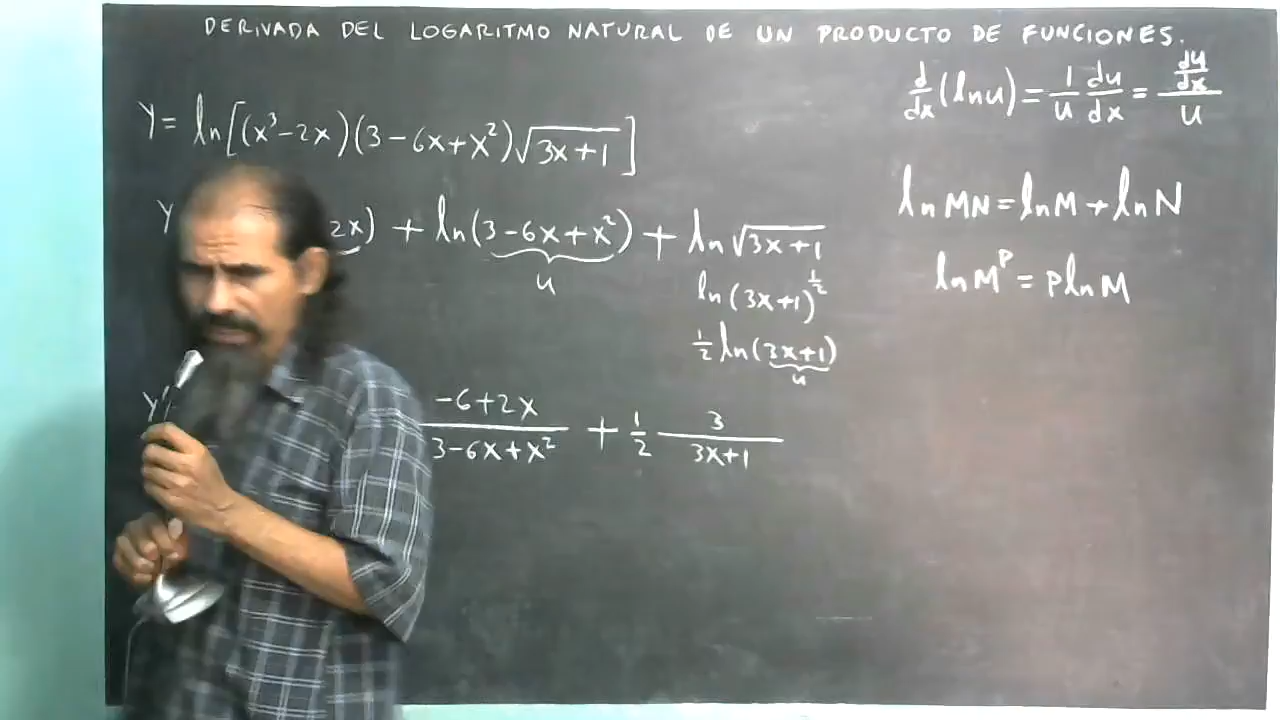 DERIVADA DEL LOGARITMO NATURAL DE UN PRODUCTO DE FUNCIONES.
d/dx (ln u) = 1/u du/dx = (du/dx)/u
Y = ln[(x³-2x)(3-6x+x²)√(3x+1)]
ln MN = ln M + ln N
Y 2x) + ln(3-6x+x²) + ln √(3x+1)
u
ln M^P = P ln M
ln (3x+1)^(1/2)
1/2 ln (3x+1)
u
Y' (-6+2x)/(3-6x+x²) + 1/2 3/(3x+1)